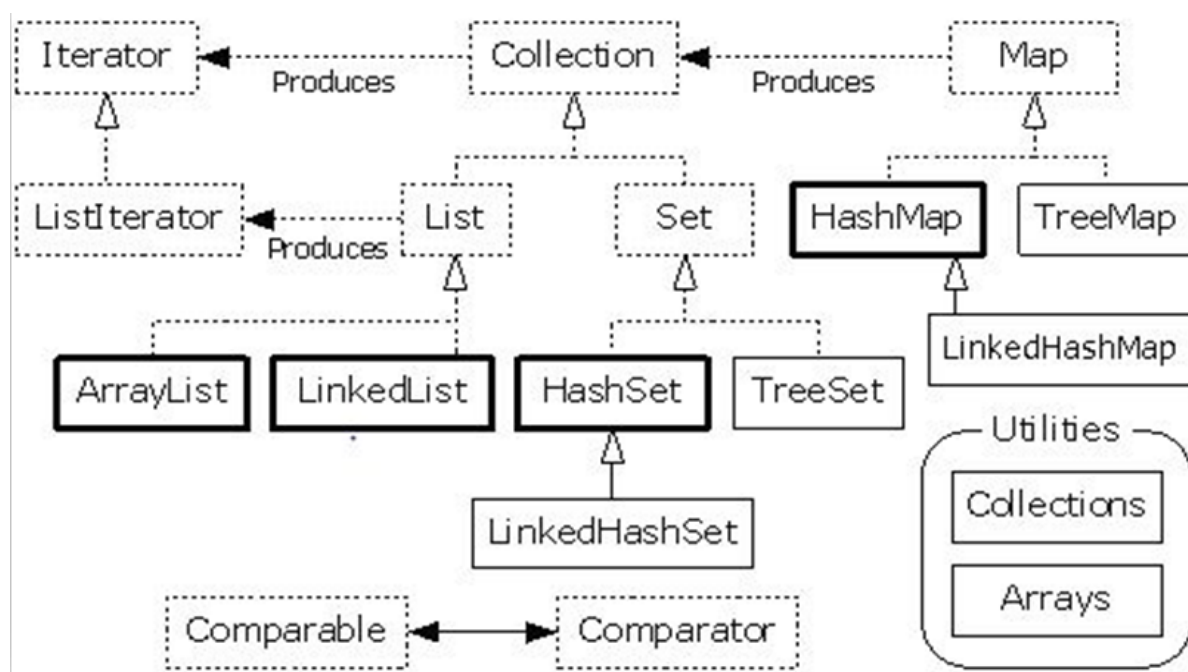 Iterator
Produces
Collection
Produces
Map
ListIterator
Produces
List
Set
HashMap
TreeMap
ArrayList
LinkedList
HashSet
TreeSet
LinkedHashMap
LinkedHashSet
Utilities
Collections
Arrays
Comparable
Comparator